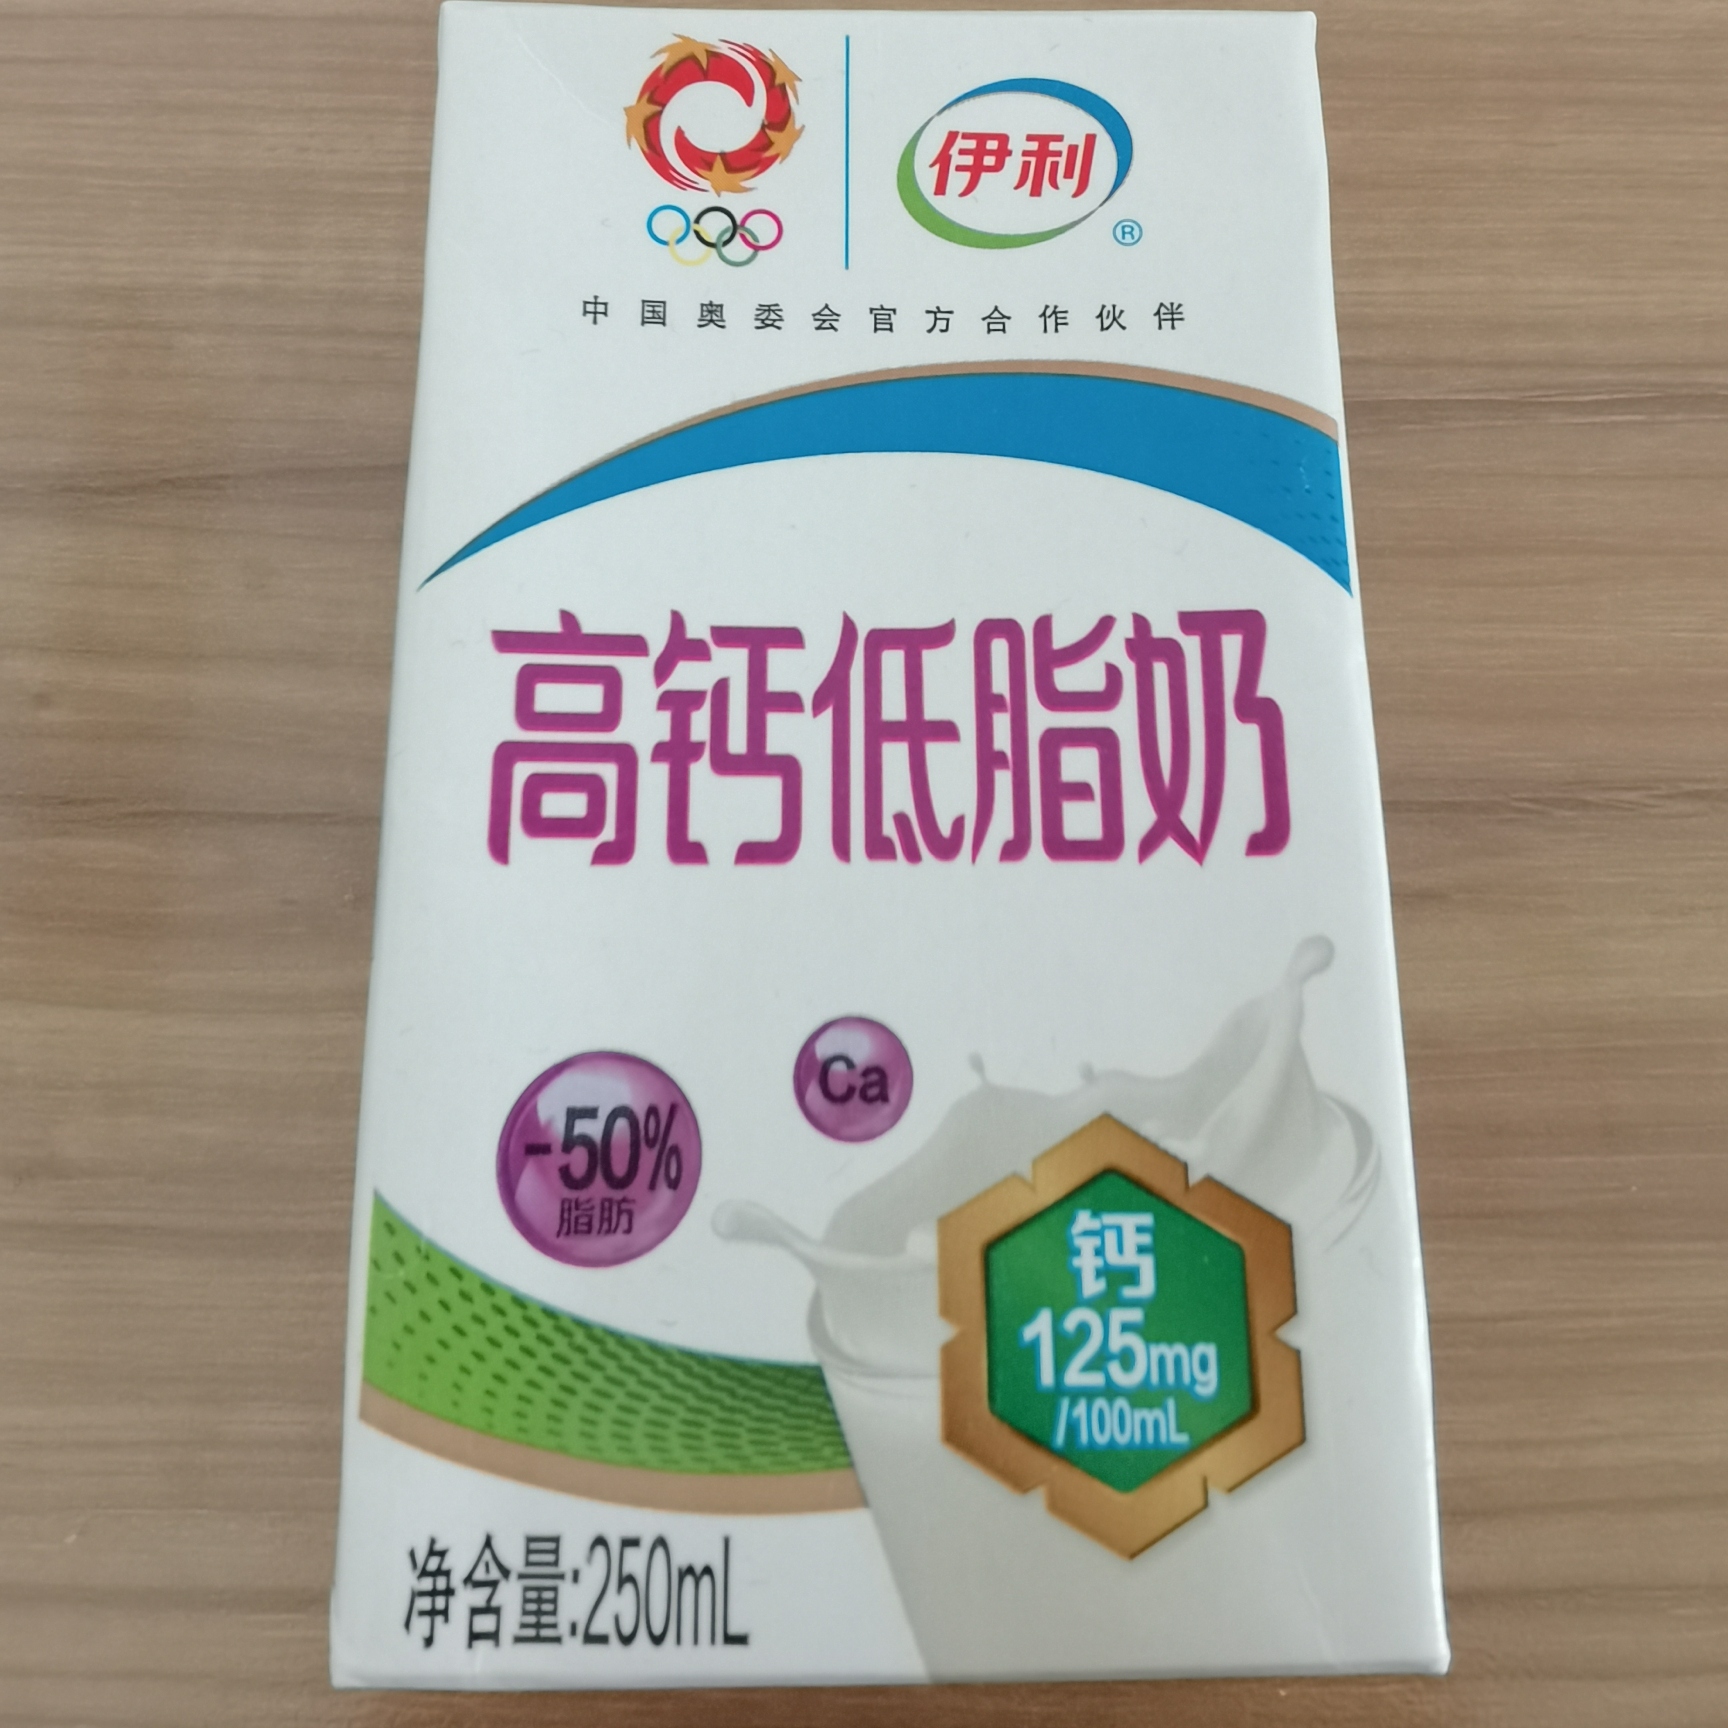 伊利
®
中国奥委会官方合作伙伴
高钙低脂奶
Ca
-50%
脂肪
钙
125mg
/100mL
净含量:250mL